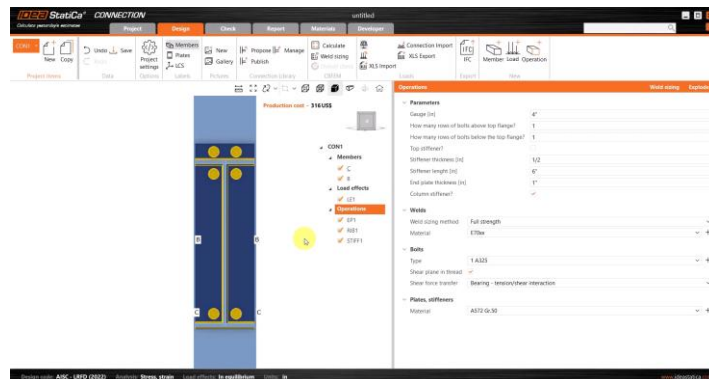 IDEA StatiCa® CONNECTION
untitled
Calculate yesterday's estimates
Project
Design
Check
Report
Materials
Developer
CON1
New
Copy
Undo
Save
Project settings
Members
Plates
LCS
New
Gallery
Propose
Manage
Publish
Calculate
Weld sizing
XLS Import
Connection Import
XLS Export
IFC
Member
Load
Operation
Project items
Data
Options
Labels
Pictures
Connection Library
CBFEM
Loads
Export
New
Production cost - 316 US$
CON1
Members
C
B
Load effects
LE1
Operations
EP1
RIB1
STIFF1
B
B
C
C
Operations
Weld sizing
Explode
Parameters
Gauge [in] 4"
How many rows of bolts above top flange? 1
How many rows of bolts below the top flange? 1
Top stiffener?
Stiffener thickness [in] 1/2
Stiffener lenght [in] 6"
End plate thickness [in] 1"
Column stiffener?
Welds
Weld sizing method Full strength
Material E70xx
Bolts
Type 1 A325
Shear plane in thread
Shear force transfer Bearing - tension/shear interaction
Plates, stiffeners
Material A572 Gr.50
Design code: AISC - LRFD (2022) Analysis: Stress, strain Load effects: In equilibrium Units: in